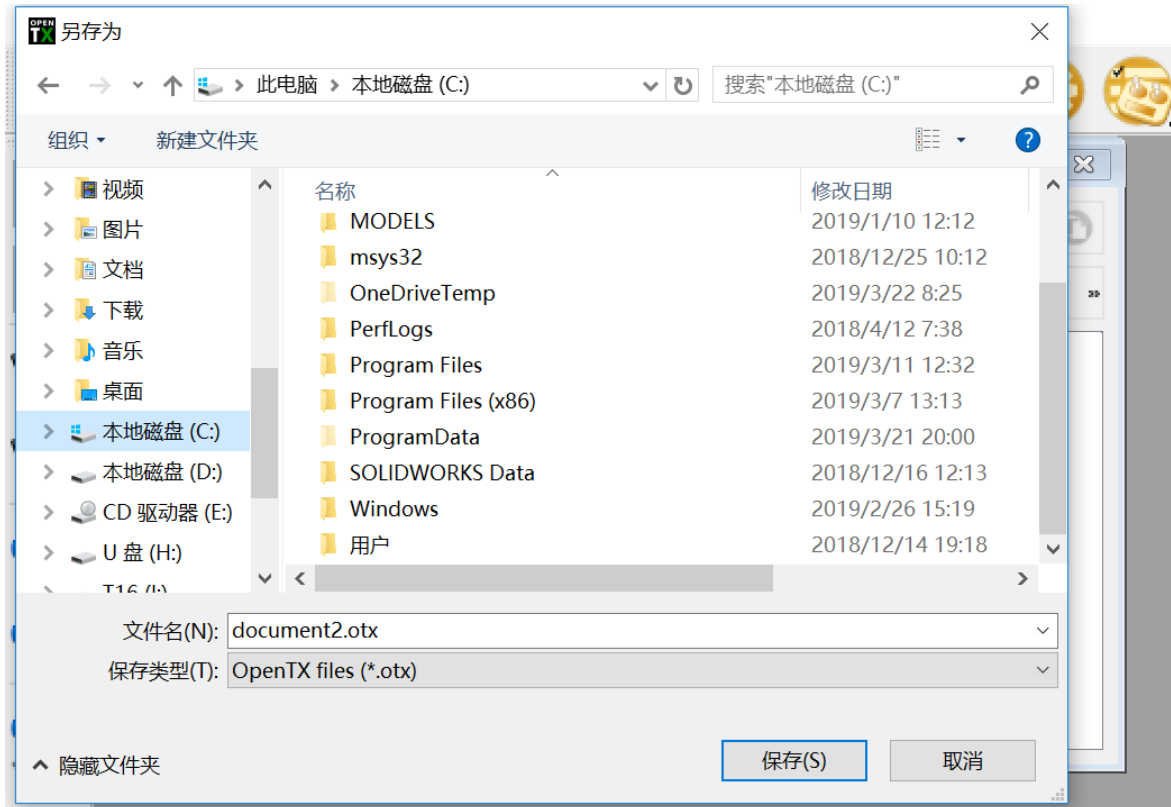 OPEN TX 另存为
此电脑 本地磁盘 (C:) 搜索"本地磁盘 (C:)"
组织 新建文件夹
视频
图片
文档
下载
音乐
桌面
本地磁盘 (C:)
本地磁盘 (D:)
CD 驱动器 (E:)
U 盘 (H:)
T16 (I:)
名称 修改日期
MODELS 2019/1/10 12:12
msys32 2018/12/25 10:12
OneDriveTemp 2019/3/22 8:25
PerfLogs 2018/4/12 7:38
Program Files 2019/3/11 12:32
Program Files (x86) 2019/3/7 13:13
ProgramData 2019/3/21 20:00
SOLIDWORKS Data 2018/12/16 12:13
Windows 2019/2/26 15:19
用户 2018/12/14 19:18
文件名(N): document2.otx
保存类型(T): OpenTX files (*.otx)
隐藏文件夹 保存(S) 取消